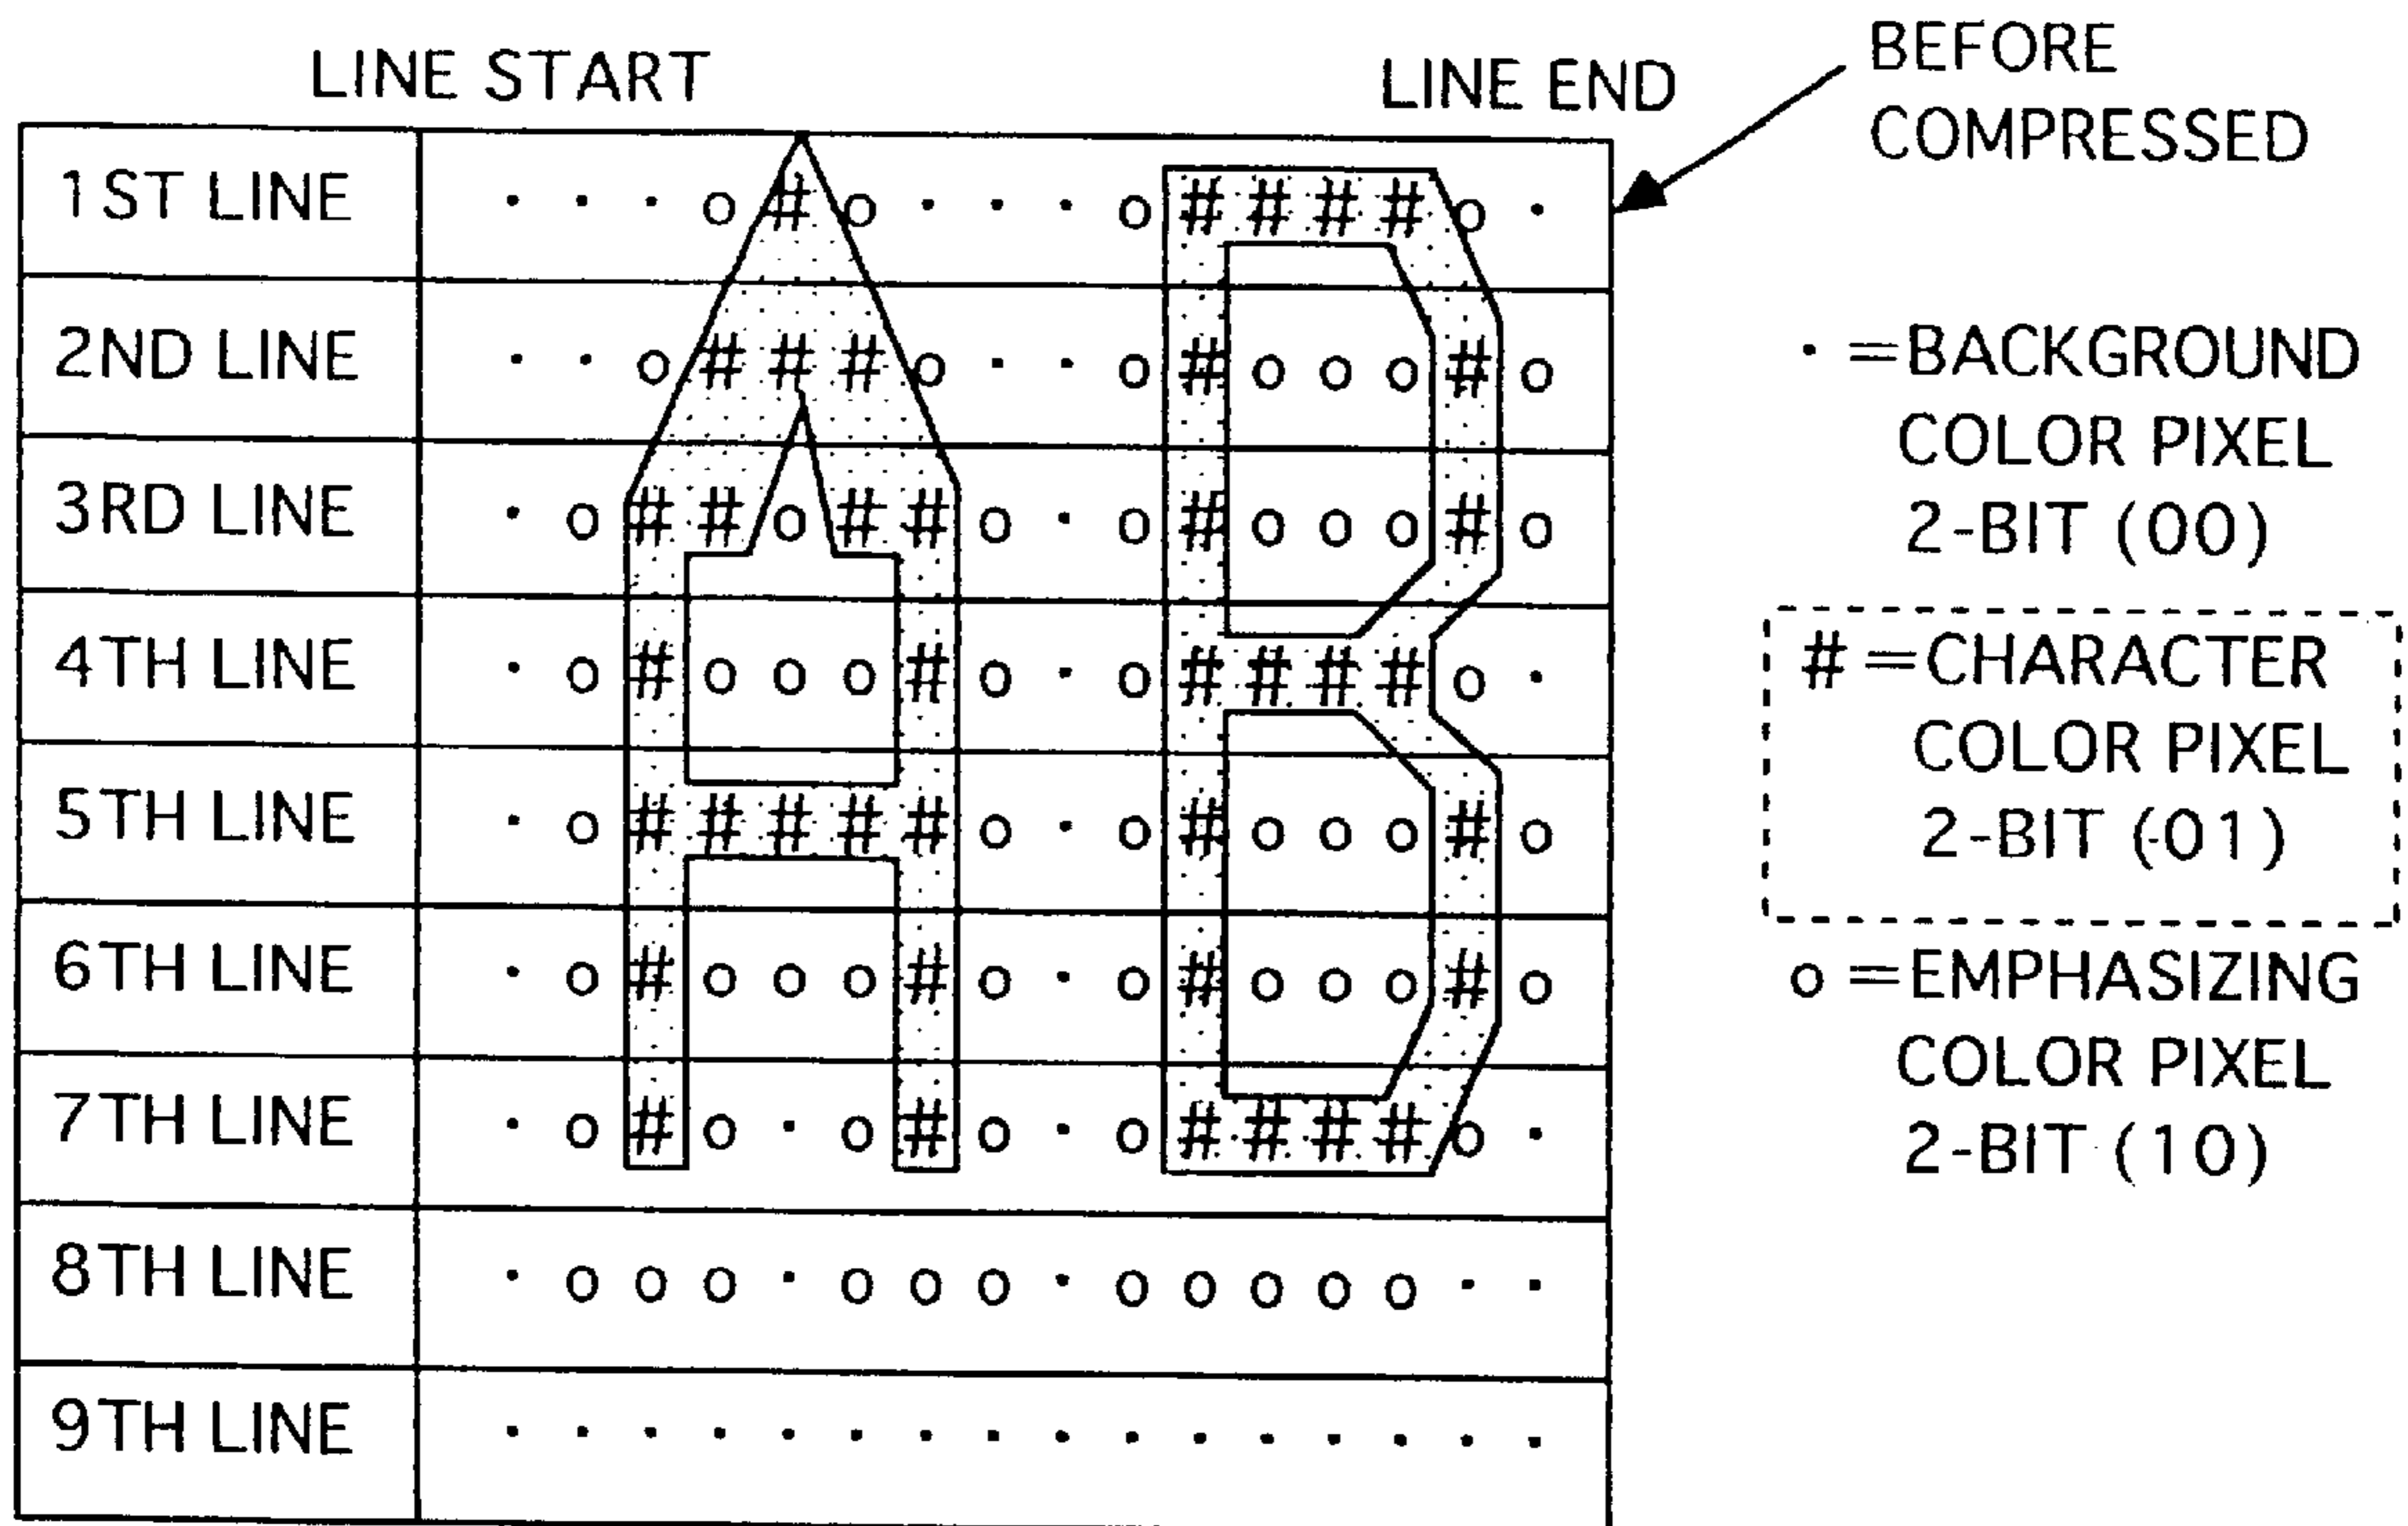 LINE START
LINE END
BEFORE
COMPRESSED
1ST LINE · · · o # o · · · o # # # # o ·
2ND LINE · · o # # # o · · o # o o o # o
3RD LINE · o # # o # # o · o # o o o # o
4TH LINE · o # o o o # o · o # # # # o ·
5TH LINE · o # # # # # o · o # o o o # o
6TH LINE · o # o o o # o · o # o o o # o
7TH LINE · o # o · o # o · o # # # # o ·
8TH LINE · o o o · o o o · o o o o o · ·
9TH LINE · · · · · · · · · · · · · · · ·
· =BACKGROUND
COLOR PIXEL
2-BIT (00)
# =CHARACTER
COLOR PIXEL
2-BIT (01)
o =EMPHASIZING
COLOR PIXEL
2-BIT (10)